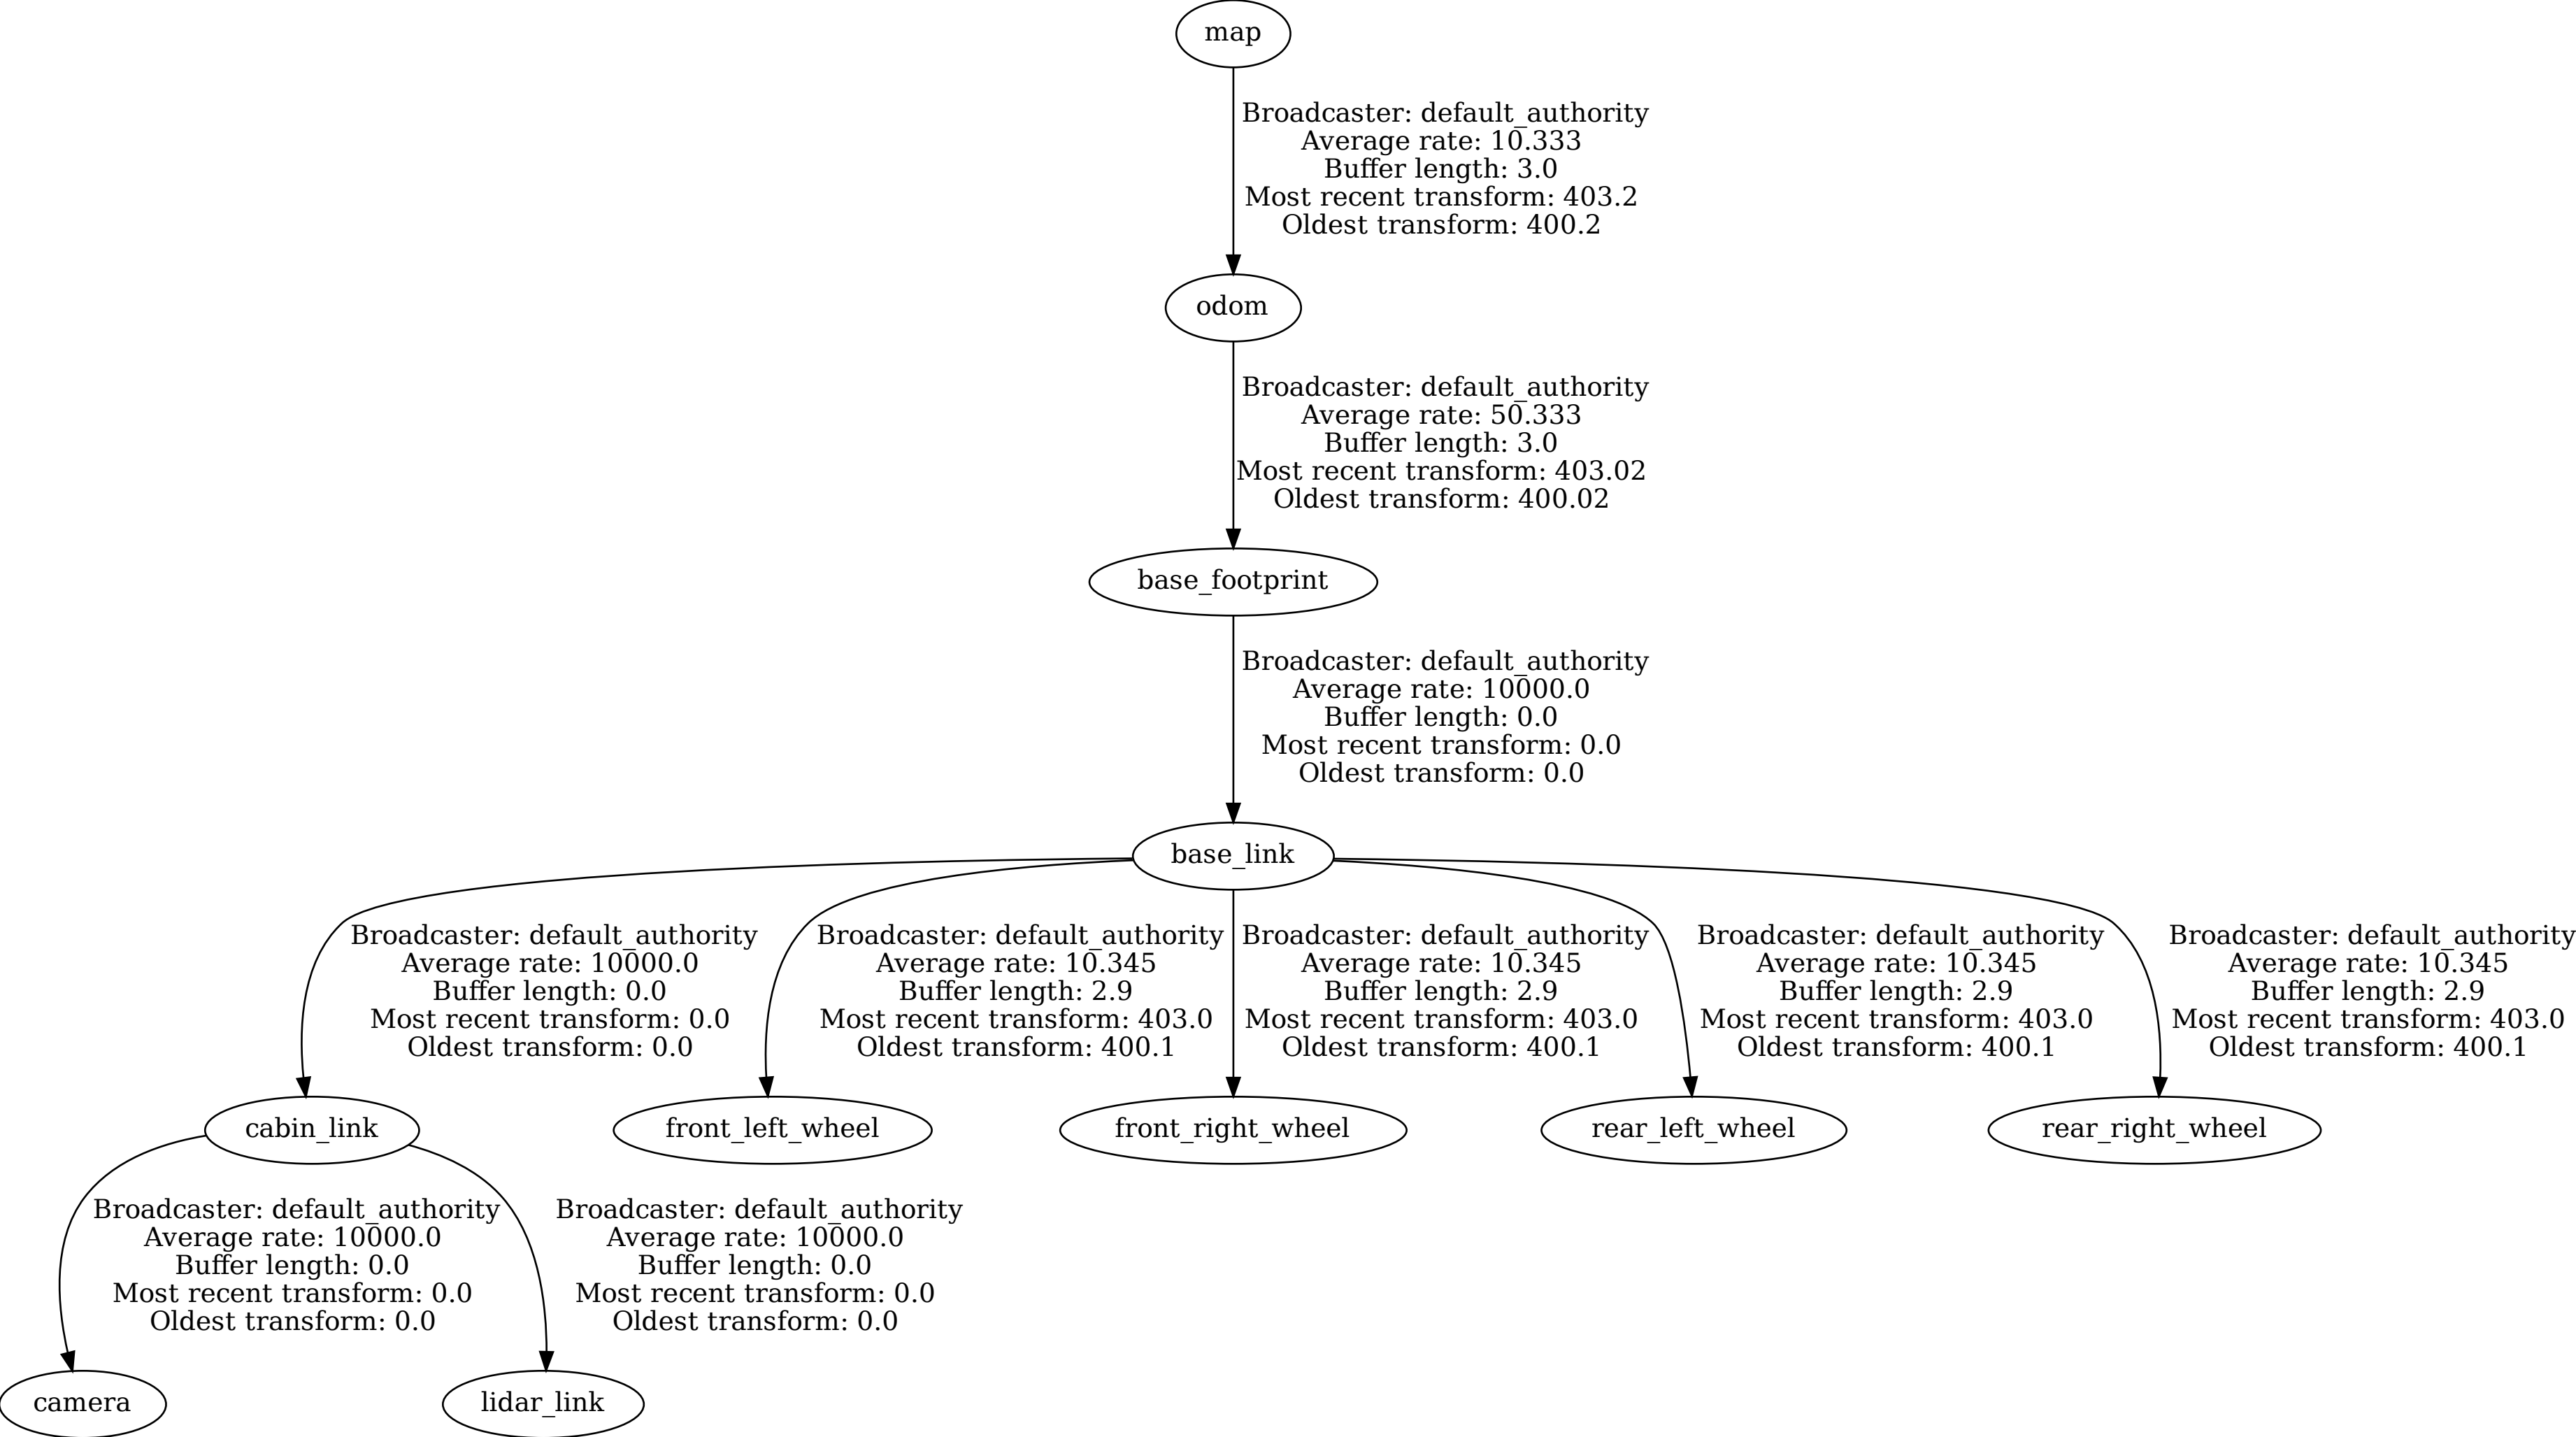 map
Broadcaster: default_authority
Average rate: 10.333
Buffer length: 3.0
Most recent transform: 403.2
Oldest transform: 400.2
odom
Broadcaster: default_authority
Average rate: 50.333
Buffer length: 3.0
Most recent transform: 403.02
Oldest transform: 400.02
base_footprint
Broadcaster: default_authority
Average rate: 10000.0
Buffer length: 0.0
Most recent transform: 0.0
Oldest transform: 0.0
base_link
Broadcaster: default_authority
Average rate: 10000.0
Buffer length: 0.0
Most recent transform: 0.0
Oldest transform: 0.0
Broadcaster: default_authority
Average rate: 10.345
Buffer length: 2.9
Most recent transform: 403.0
Oldest transform: 400.1
Broadcaster: default_authority
Average rate: 10.345
Buffer length: 2.9
Most recent transform: 403.0
Oldest transform: 400.1
Broadcaster: default_authority
Average rate: 10.345
Buffer length: 2.9
Most recent transform: 403.0
Oldest transform: 400.1
Broadcaster: default_authority
Average rate: 10.345
Buffer length: 2.9
Most recent transform: 403.0
Oldest transform: 400.1
cabin_link
front_left_wheel
front_right_wheel
rear_left_wheel
rear_right_wheel
Broadcaster: default_authority
Average rate: 10000.0
Buffer length: 0.0
Most recent transform: 0.0
Oldest transform: 0.0
Broadcaster: default_authority
Average rate: 10000.0
Buffer length: 0.0
Most recent transform: 0.0
Oldest transform: 0.0
camera
lidar_link